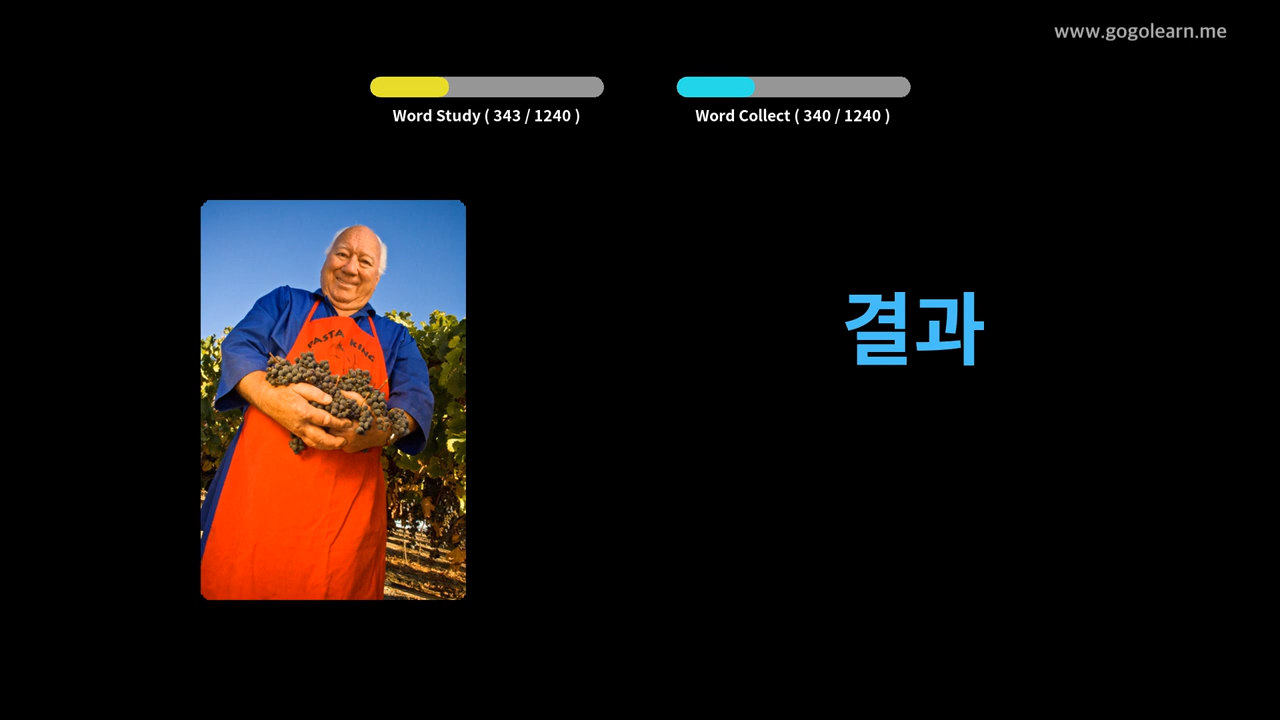 www.gogolearn.me
Word Study ( 343 / 1240 )
Word Collect ( 340 / 1240 )
결과
PASTA KING